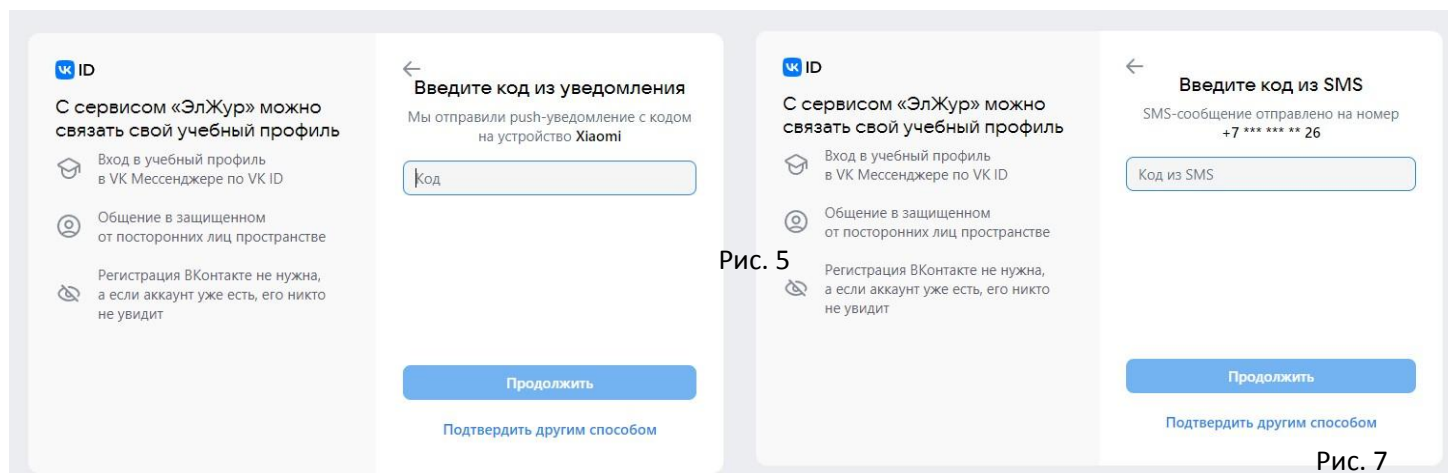 VK ID
С сервисом «ЭлЖур» можно
связать свой учебный профиль
Вход в учебный профиль
в VK Мессенджере по VK ID
Общение в защищенном
от посторонних лиц пространстве
Регистрация ВКонтакте не нужна,
а если аккаунт уже есть, его никто
не увидит
Введите код из уведомления
Мы отправили push-уведомление с кодом
на устройство Xiaomi
Код
Продолжить
Подтвердить другим способом
Рис. 5
VK ID
С сервисом «ЭлЖур» можно
связать свой учебный профиль
Вход в учебный профиль
в VK Мессенджере по VK ID
Общение в защищенном
от посторонних лиц пространстве
Регистрация ВКонтакте не нужна,
а если аккаунт уже есть, его никто
не увидит
Введите код из SMS
SMS-сообщение отправлено на номер
+7 *** *** ** 26
Код из SMS
Продолжить
Подтвердить другим способом
Рис. 7